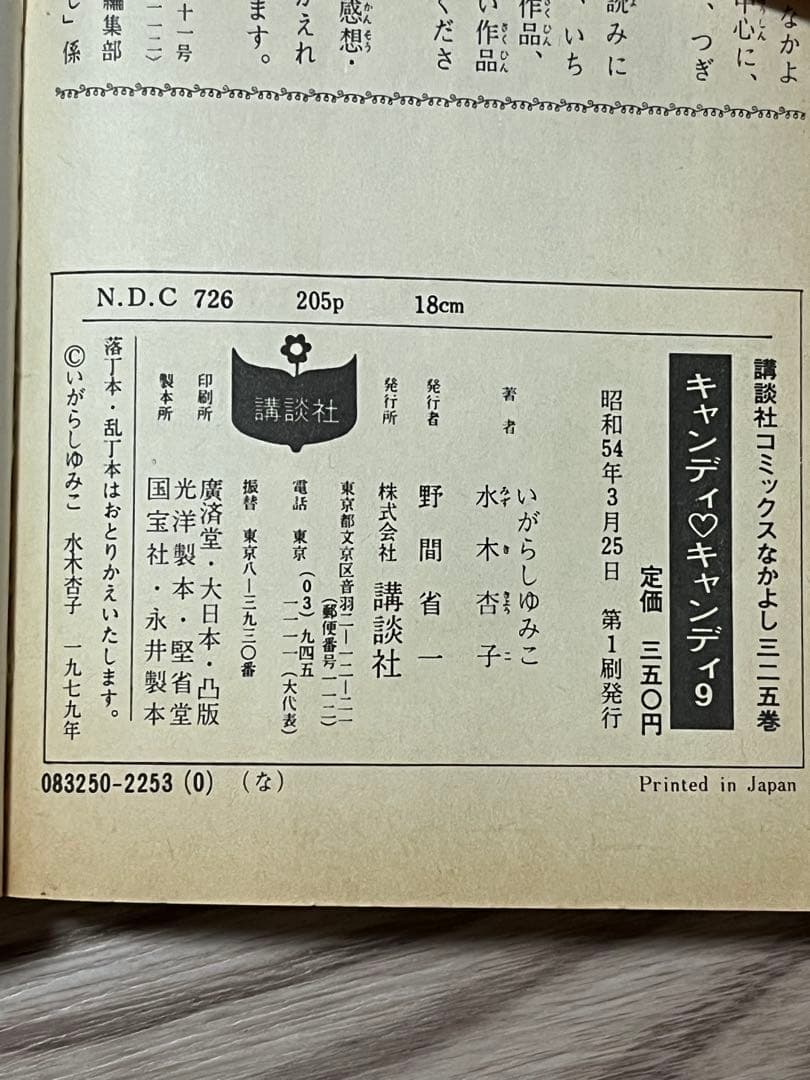 なかよ
中心に、
、つぎ
読みに
、いち
作品、
い作品
くださ
感想・
かえれ
ます。
十一号
一一二)
編集部
し」係
N.D.C 726 205p 18cm
講談社コミックスなかよし 三二五巻
キャンディ♡キャンディ9
定価 三五〇円
昭和54年3月25日 第1刷発行
著者 いがらしゆみこ
水木杏子
発行者 野間省一
発行所 株式会社 講談社
東京都文京区音羽二―一二―二一
(郵便番号一一二)
電話 東京(03)九四五
一一一一(大代表)
振替 東京八―三九三〇番
講談社
印刷所 廣済堂・大日本・凸版
製本所 光洋製本・堅省堂
国宝社・永井製本
落丁本・乱丁本はおとりかえいたします。
©いがらしゆみこ 水木杏子 一九七九年
083250-2253 (0) (な)
Printed in Japan